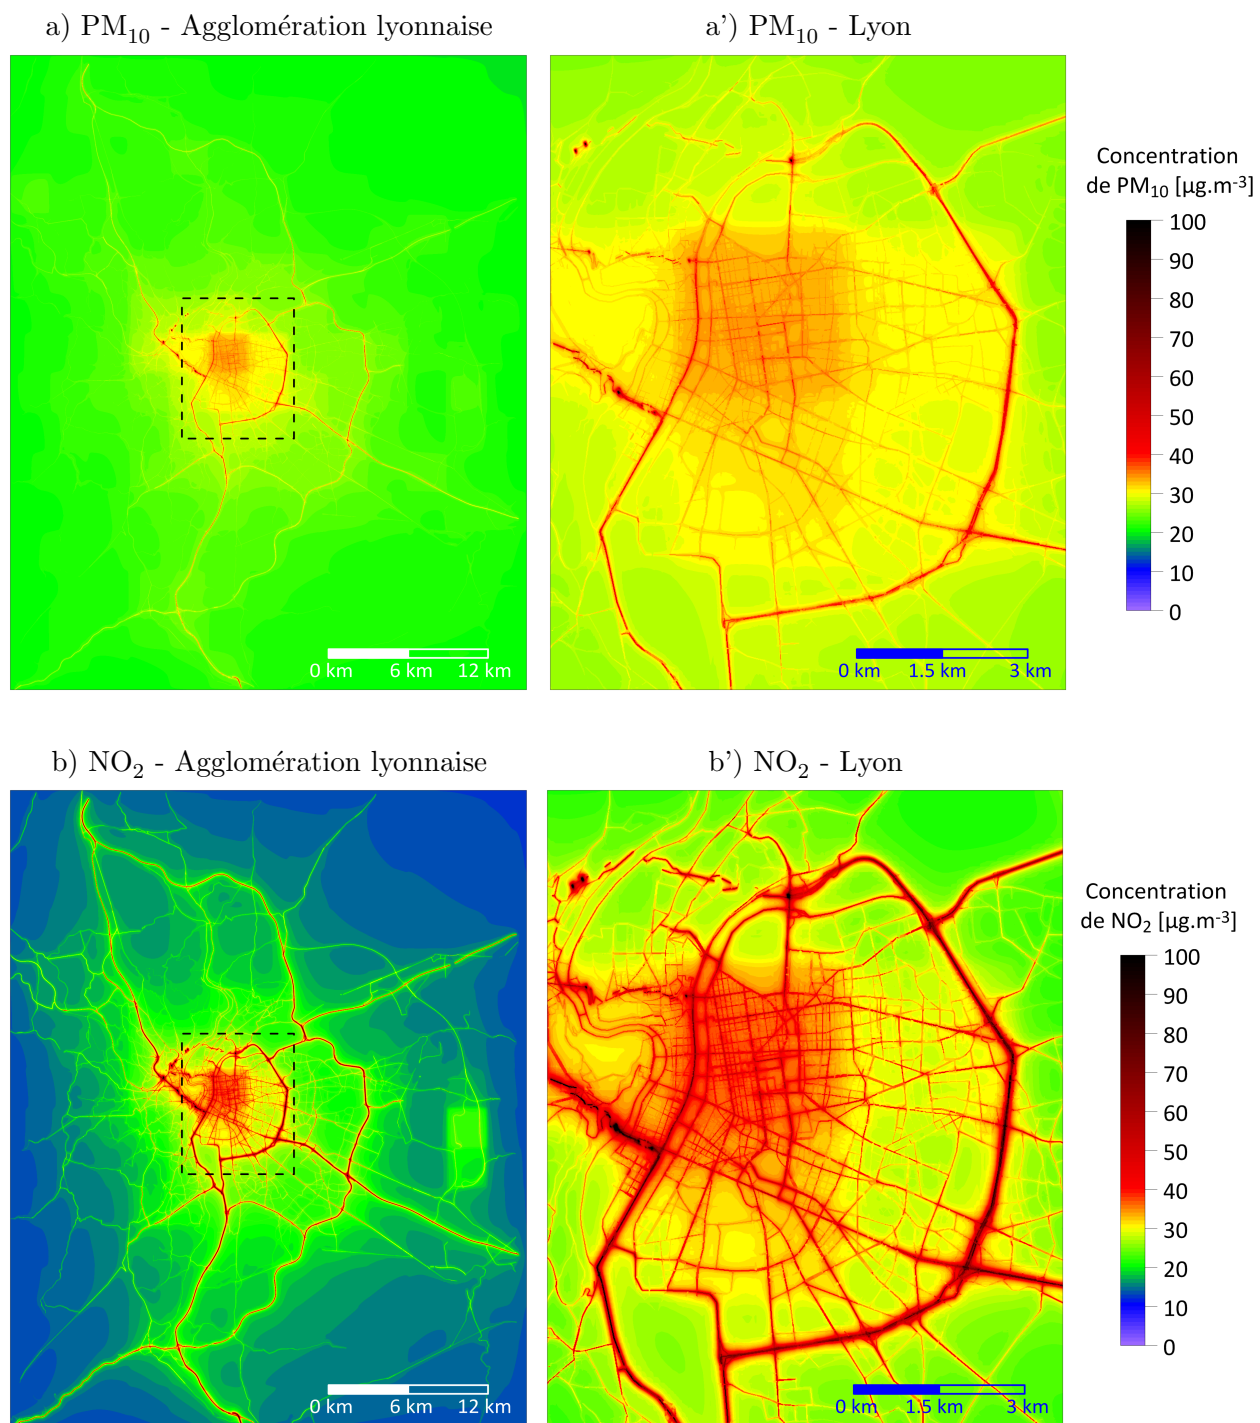 a) PM10 - Agglomération lyonnaise
a') PM10 - Lyon
Concentration
de PM10 [µg.m-3]
100
90
80
70
60
50
40
30
20
10
0
0 km 6 km 12 km
0 km 1.5 km 3 km
b) NO2 - Agglomération lyonnaise
b') NO2 - Lyon
Concentration
de NO2 [µg.m-3]
100
90
80
70
60
50
40
30
20
10
0
0 km 6 km 12 km
0 km 1.5 km 3 km